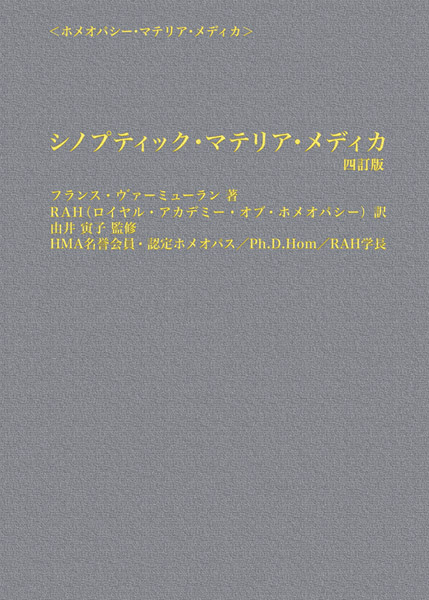 ＜ホメオパシー・マテリア・メディカ＞
シノプティック・マテリア・メディカ
四訂版
フランス・ヴァーミューラン 著
RAH（ロイヤル・アカデミー・オブ・ホメオパシー）訳
由井 寅子 監修
HMA名誉会員・認定ホメオパス／Ph.D.Hom／RAH学長